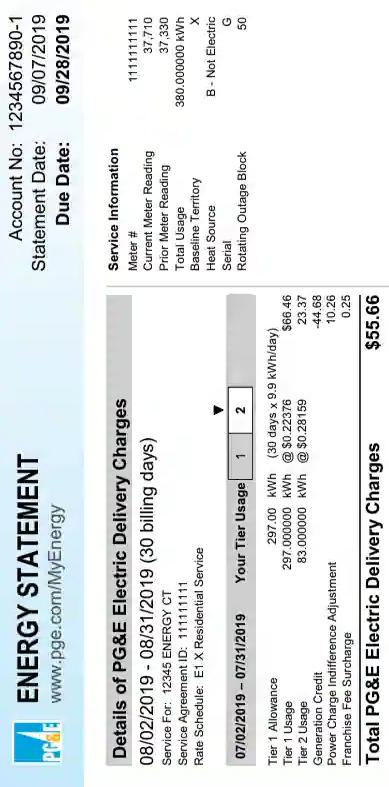 PG&E
ENERGY STATEMENT
www.pge.com/MyEnergy
Account No: 1234567890-1
Statement Date: 09/07/2019
Due Date: 09/28/2019
Details of PG&E Electric Delivery Charges
08/02/2019 - 08/31/2019 (30 billing days)
Service For: 12345 ENERGY CT
Service Agreement ID: 111111111
Rate Schedule: E1 X Residential Service
07/02/2019 – 07/31/2019 Your Tier Usage 1 2
Tier 1 Allowance 297.00 kWh (30 days x 9.9 kWh/day)
Tier 1 Usage 297.000000 kWh @ $0.22376 $66.46
Tier 2 Usage 83.000000 kWh @ $0.28159 23.37
Generation Credit -44.68
Power Charge Indifference Adjustment 10.26
Franchise Fee Surcharge 0.25
Total PG&E Electric Delivery Charges $55.66
Service Information
Meter # 1111111111
Current Meter Reading 37,710
Prior Meter Reading 37,330
Total Usage 380.000000 kWh
Baseline Territory X
Heat Source B - Not Electric
Serial G
Rotating Outage Block 50